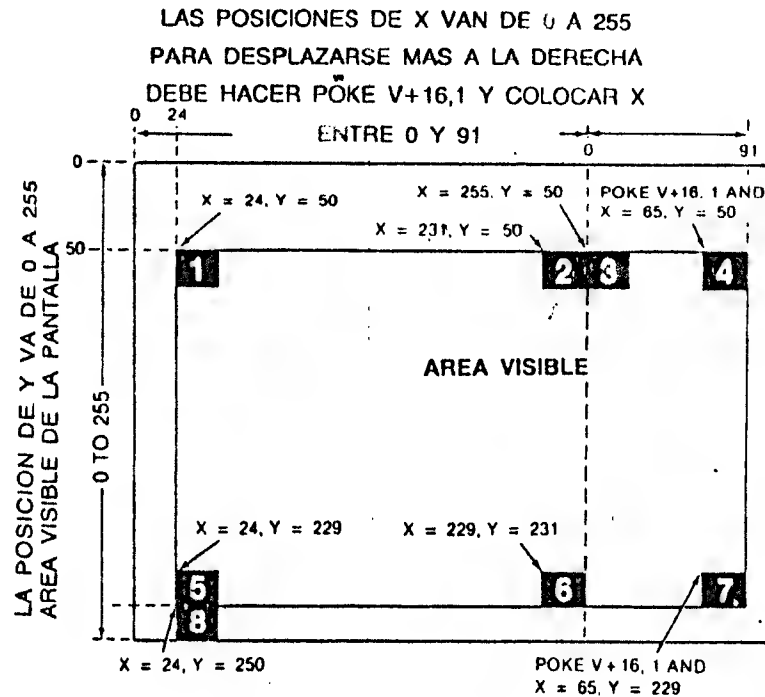 LAS POSICIONES DE X VAN DE 0 A 255
PARA DESPLAZARSE MAS A LA DERECHA
DEBE HACER POKE V+16,1 Y COLOCAR X
ENTRE 0 Y 91
0
24
0
91
0
50
X = 24, Y = 50
X = 255, Y = 50
X = 231, Y = 50
POKE V+16, 1 AND
X = 65, Y = 50
1
2
3
4
AREA VISIBLE
LA POSICION DE Y VA DE 0 A 255
AREA VISIBLE DE LA PANTALLA
0 TO 255
X = 24, Y = 229
X = 229, Y = 231
5
6
7
8
X = 24, Y = 250
POKE V+16, 1 AND
X = 65, Y = 229